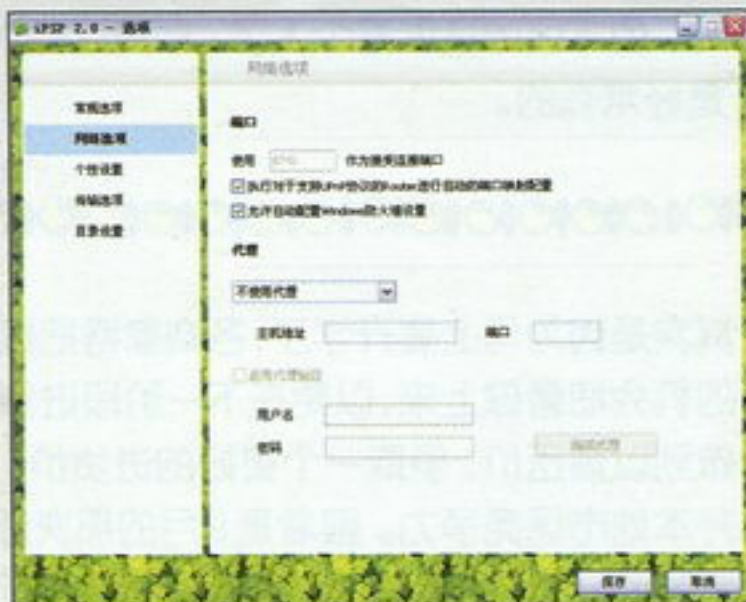 iPSP 2.0 - 选项
网络选项
常规选项
网络选项
个性设置
传输选项
目录设置
端口
使用 作为接受连接端口
执行对于支持UPnP协议的Router进行自动的端口映射配置
允许自动配置Windows防火墙设置
代理
不使用代理
主机地址 端口
启用代理验证
用户名
密码 测试代理
保存 取消